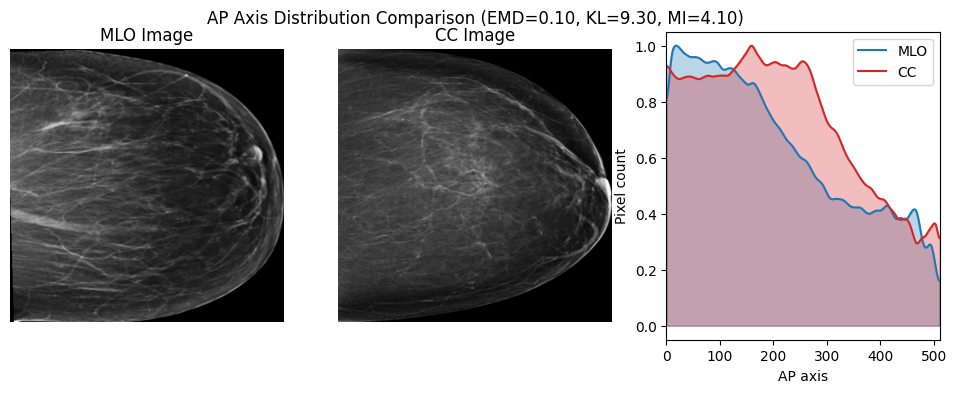 AP Axis Distribution Comparison (EMD=0.10, KL=9.30, MI=4.10)
MLO Image
CC Image
MLO
CC
Pixel count
1.0
0.8
0.6
0.4
0.2
0.0
0 100 200 300 400 500
AP axis